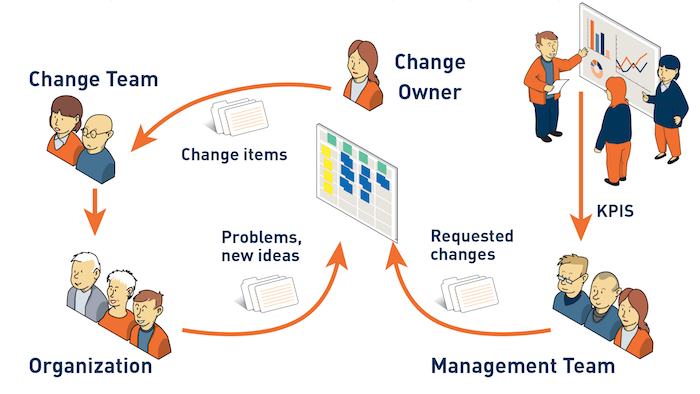 Change Team
Change
Owner
Change items
KPIS
Problems,
new ideas
Requested
changes
Organization
Management Team